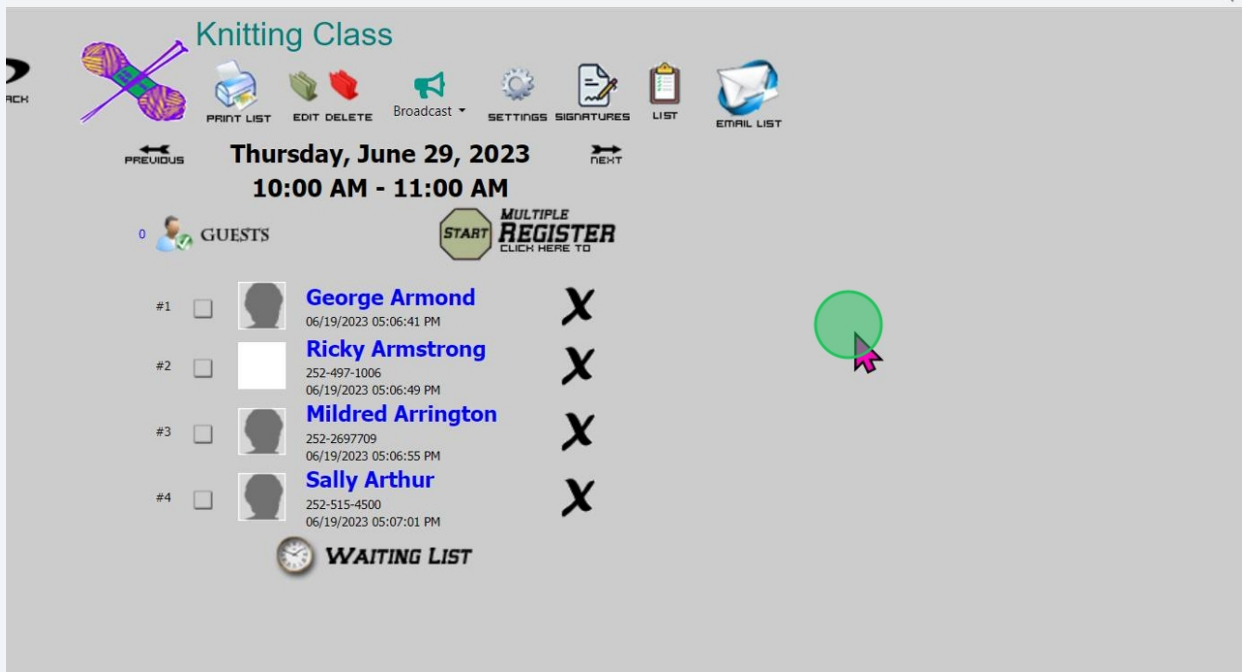 Knitting Class
PRINT LIST
EDIT DELETE
Broadcast
SETTINGS
SIGNATURES
LIST
EMAIL LIST
PREVIOUS
Thursday, June 29, 2023
NEXT
10:00 AM - 11:00 AM
0 GUESTS
START
MULTIPLE
REGISTER
CLICK HERE TO
#1
George Armond
06/19/2023 05:06:41 PM
X
#2
Ricky Armstrong
252-497-1006
06/19/2023 05:06:49 PM
X
#3
Mildred Arrington
252-2697709
06/19/2023 05:06:55 PM
X
#4
Sally Arthur
252-515-4500
06/19/2023 05:07:01 PM
X
WAITING LIST